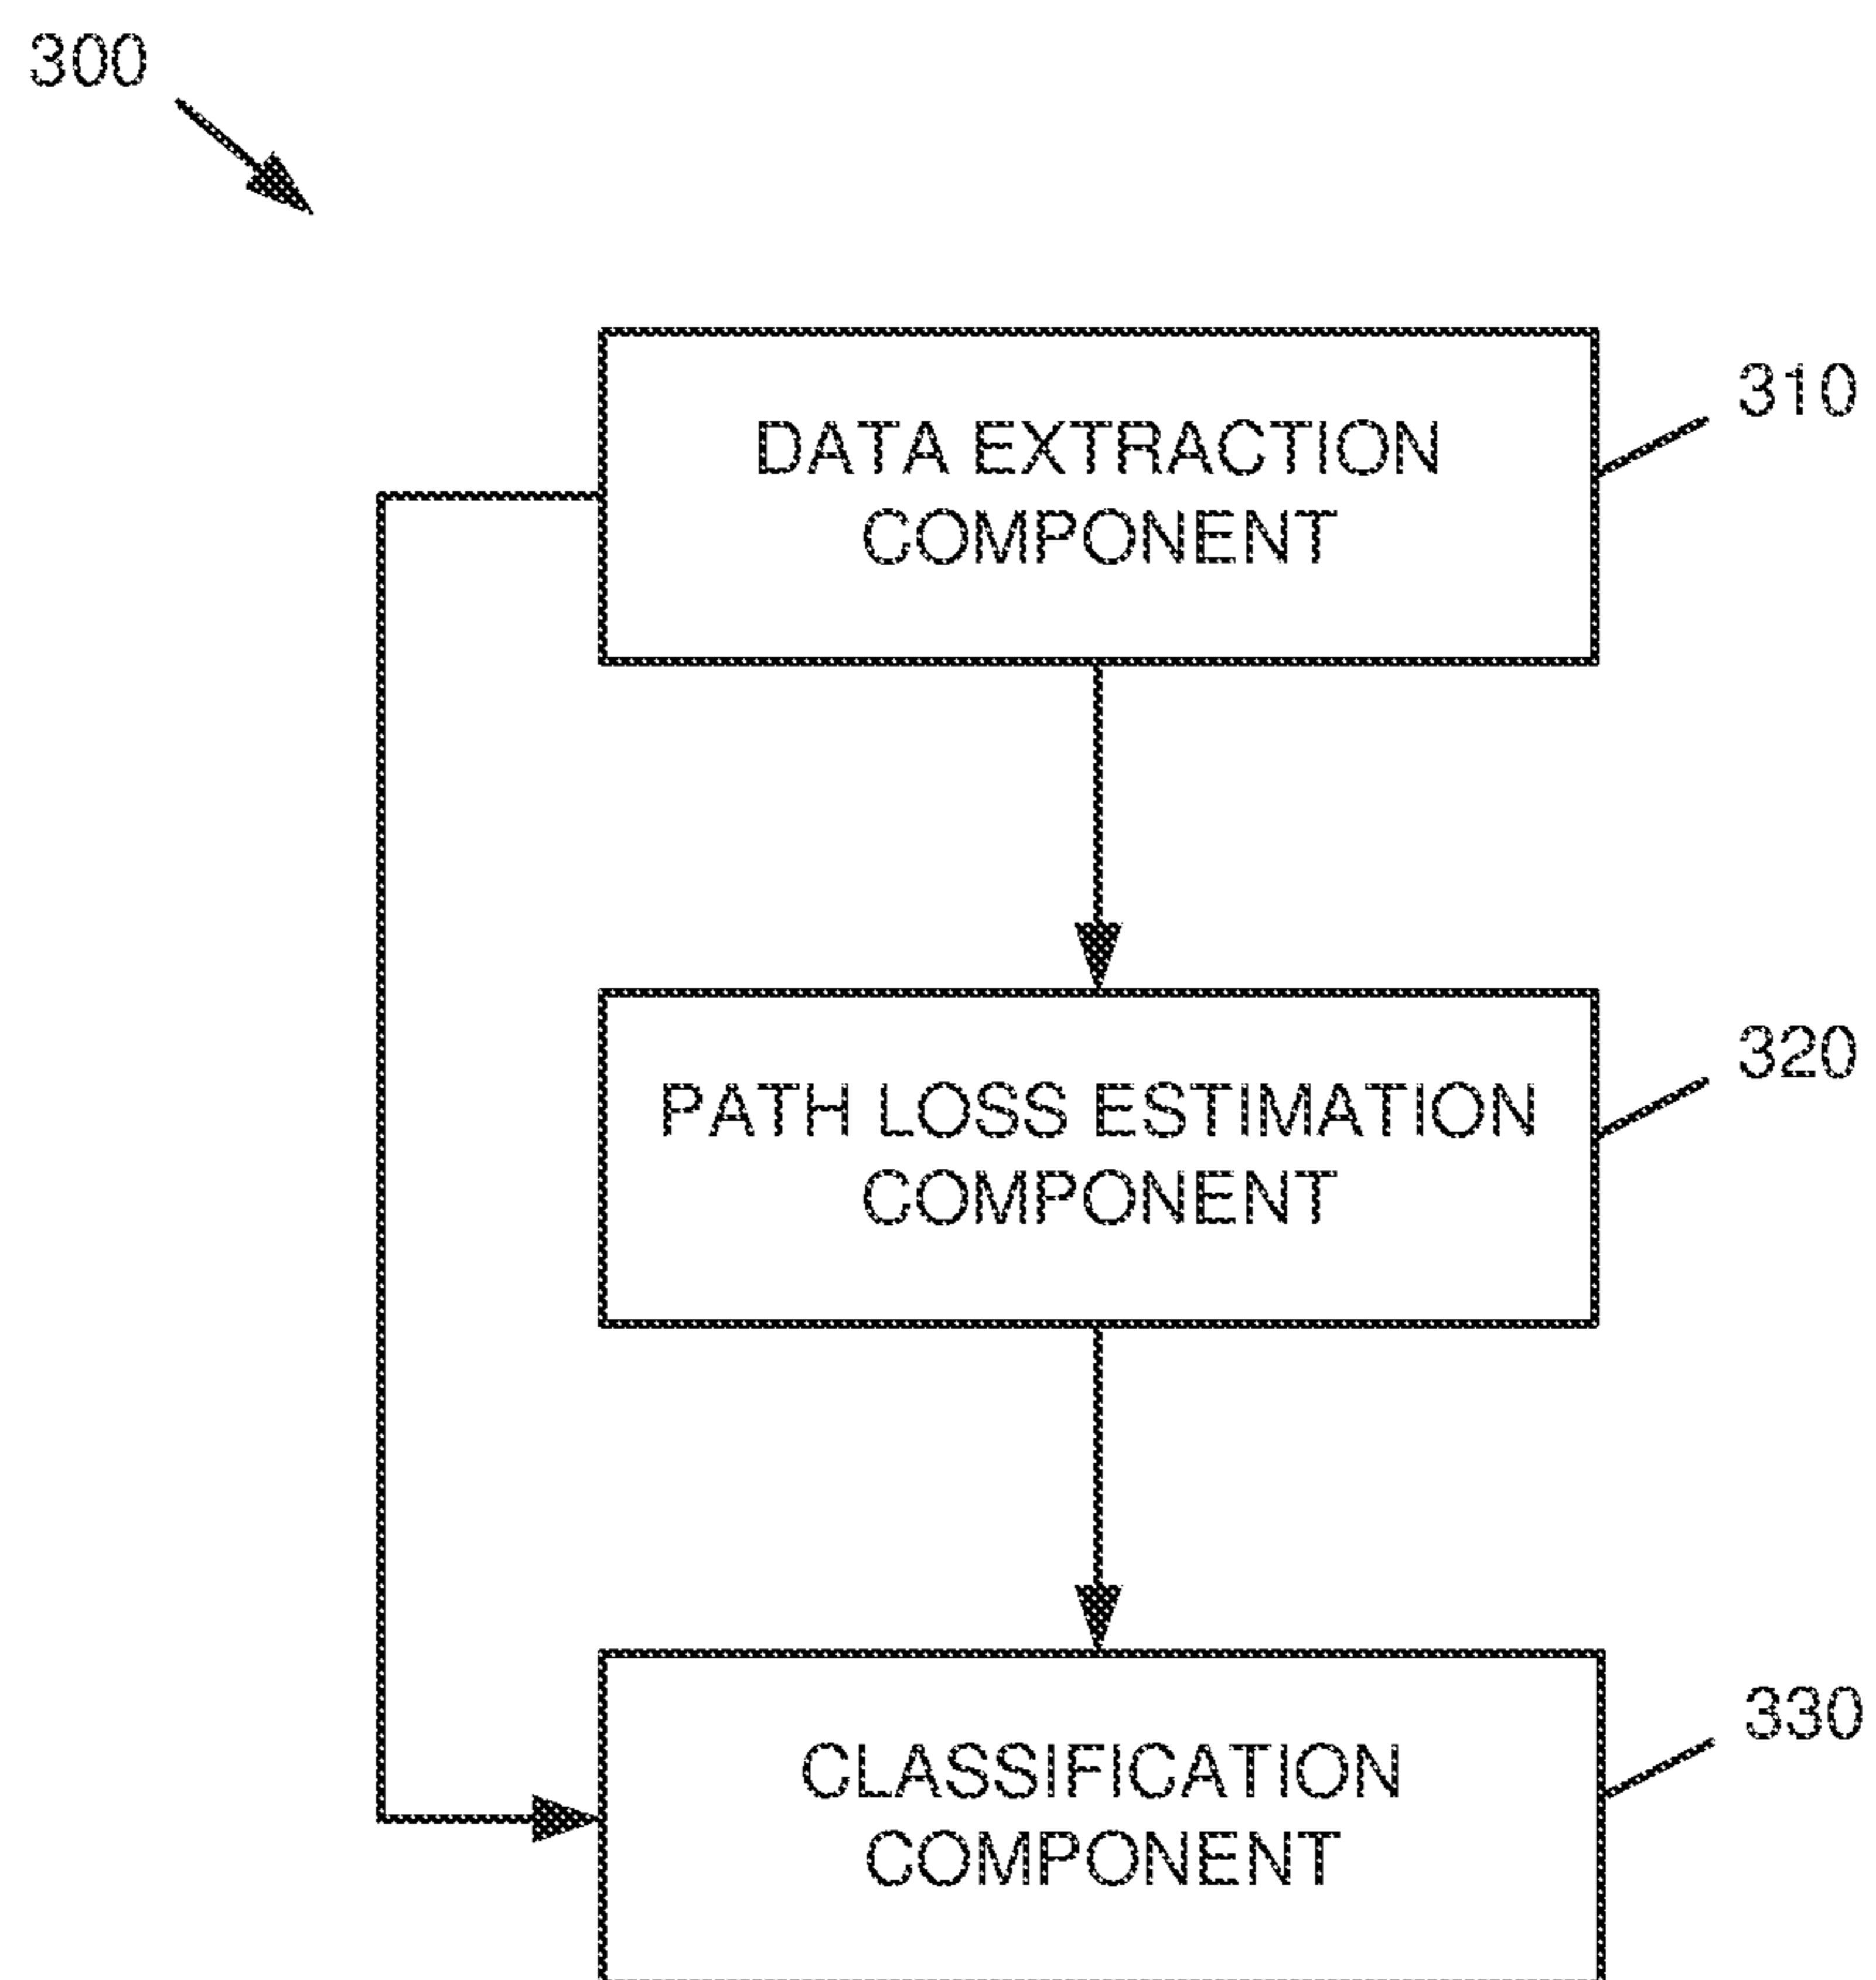 300
310
DATA EXTRACTION
COMPONENT
320
PATH LOSS ESTIMATION
COMPONENT
330
CLASSIFICATION
COMPONENT